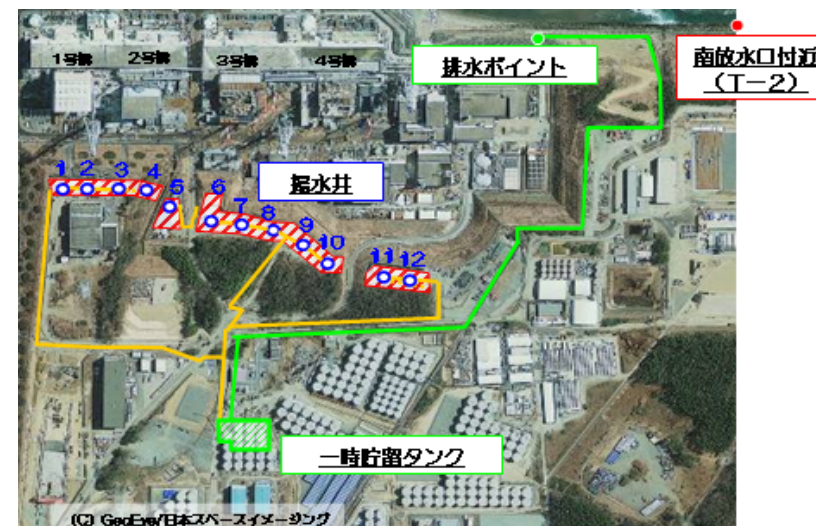 1号機
2号機
3号機
4号機
排水ポイント
南放水口付近
（T－2）
1
2
3
4
5
6
7
8
9
10
11
12
揚水井
一時貯留タンク
(C) GeoEye/日本スペースイメージング